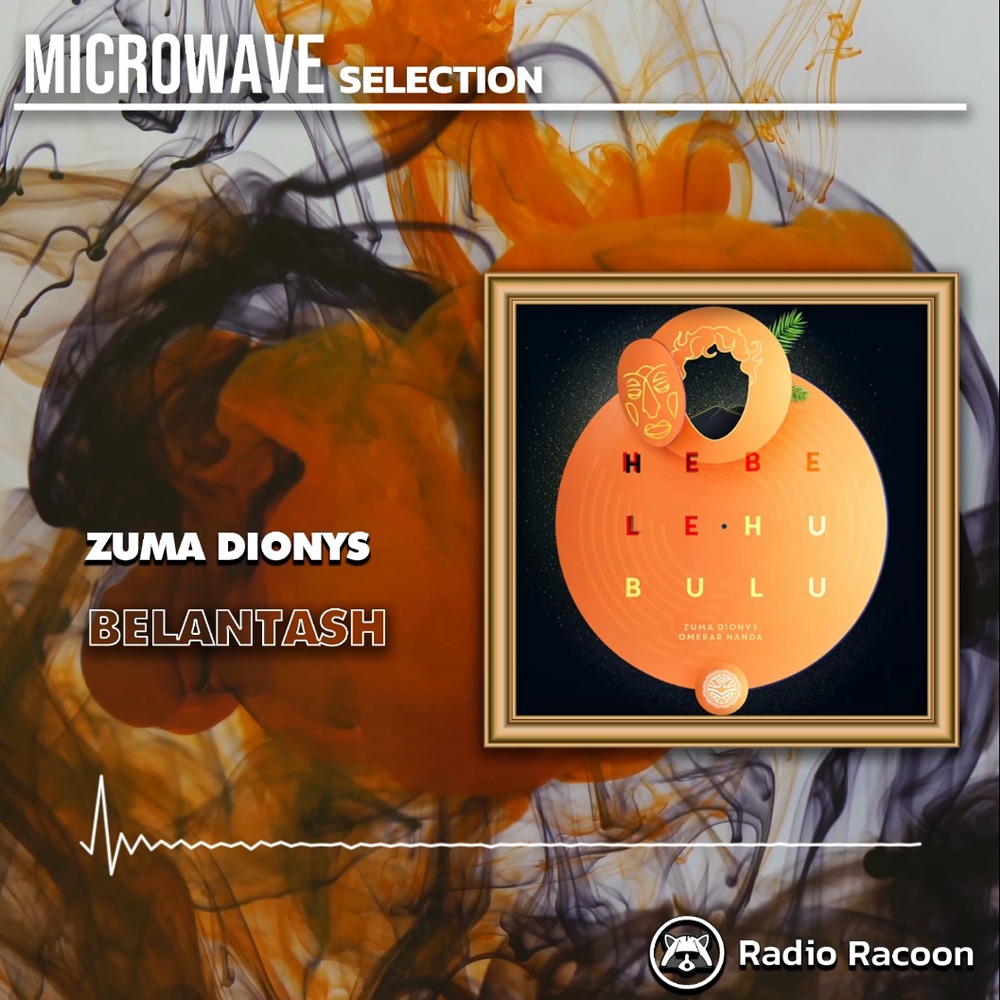 MICROWAVE SELECTION
ZUMA DIONYS
BELANTASH
H E B E
L E · H U
B U L U
ZUMA DIONYS
OMERAR NANDA
Radio Racoon